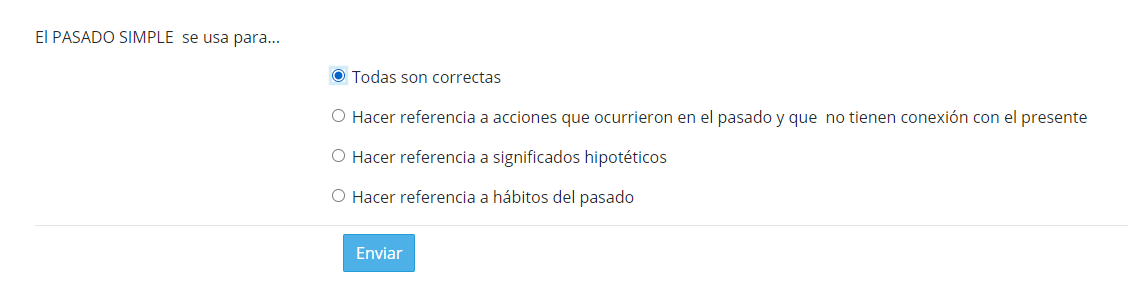 El PASADO SIMPLE  se usa para...
Todas son correctas
Hacer referencia a acciones que ocurrieron en el pasado y que  no tienen conexión con el presente
Hacer referencia a significados hipotéticos
Hacer referencia a hábitos del pasado
Enviar